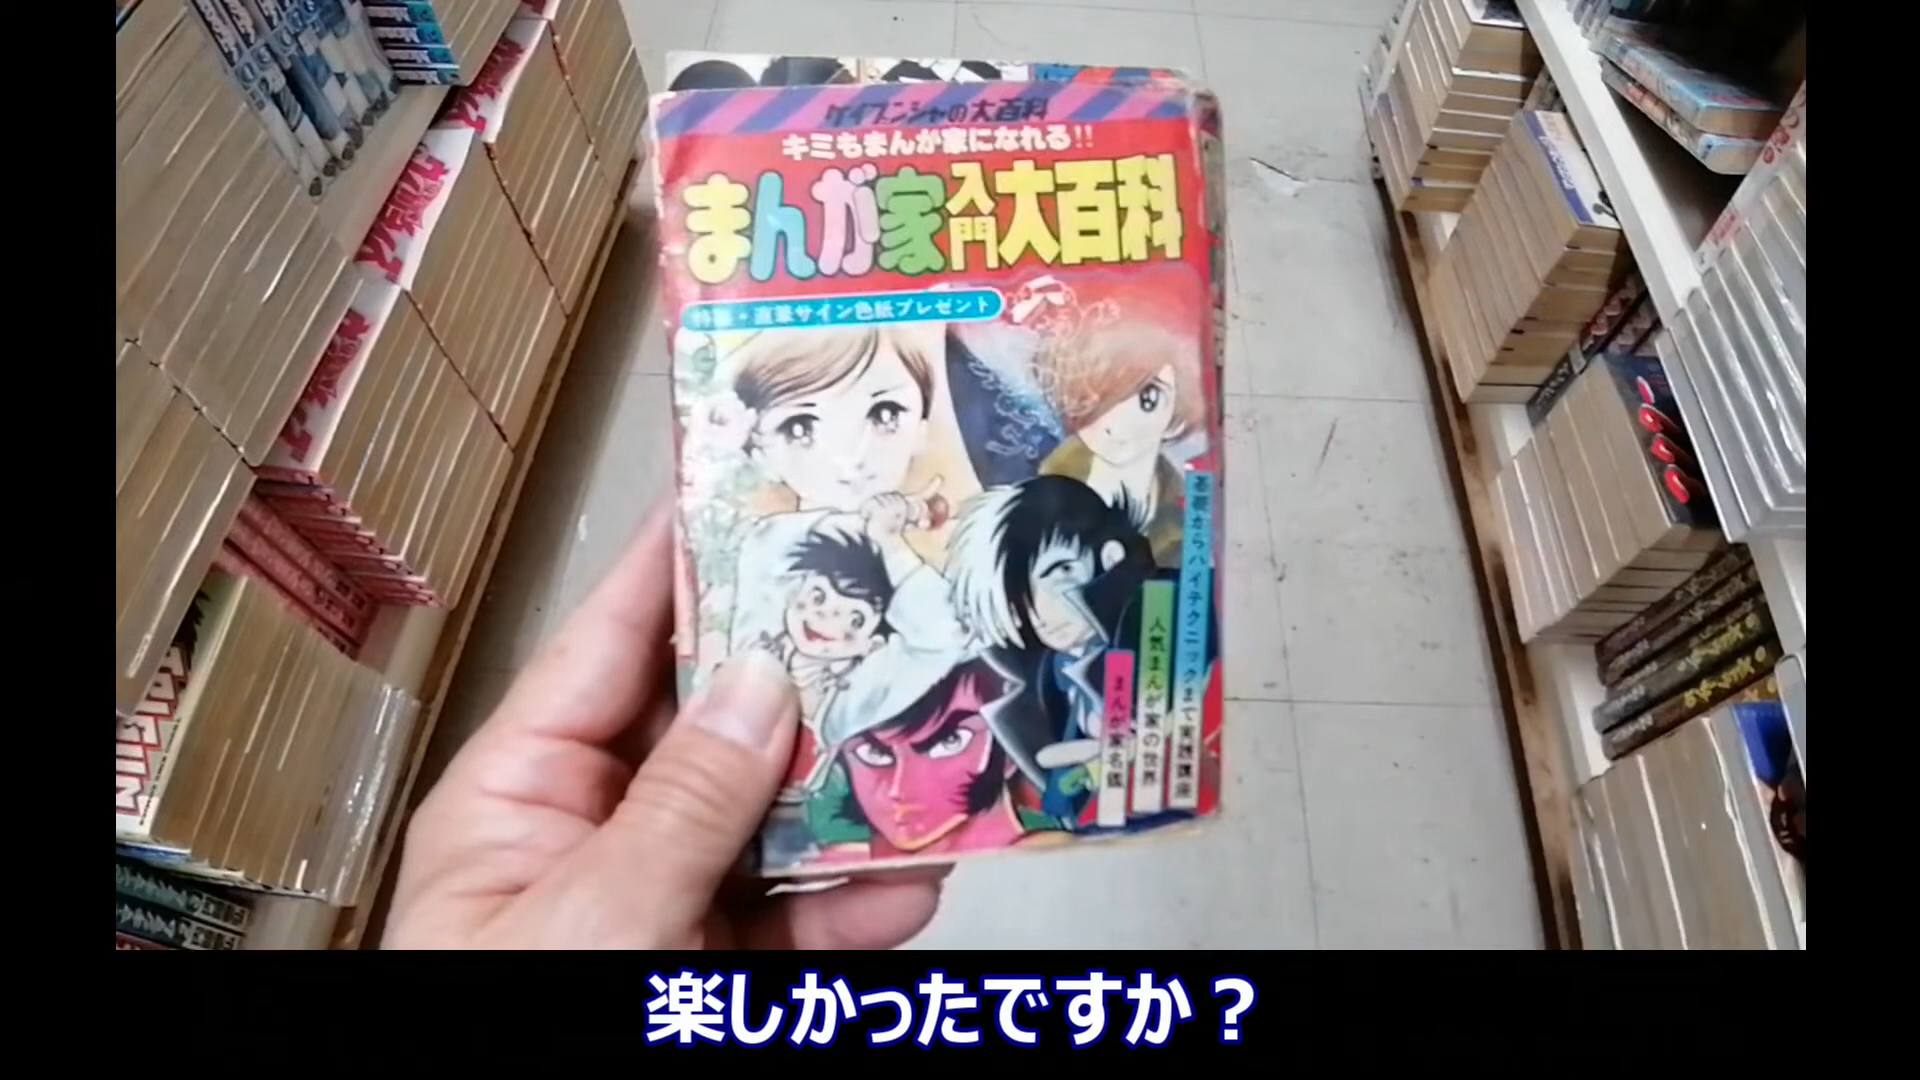 ケイブンシャの大百科
キミもまんが家になれる!!
まんが家入門大百科
特報・直筆サイン色紙プレゼント
基礎からハイテクニックまで実践講座
人気まんが家の世界
まんが家名鑑
楽しかったですか？